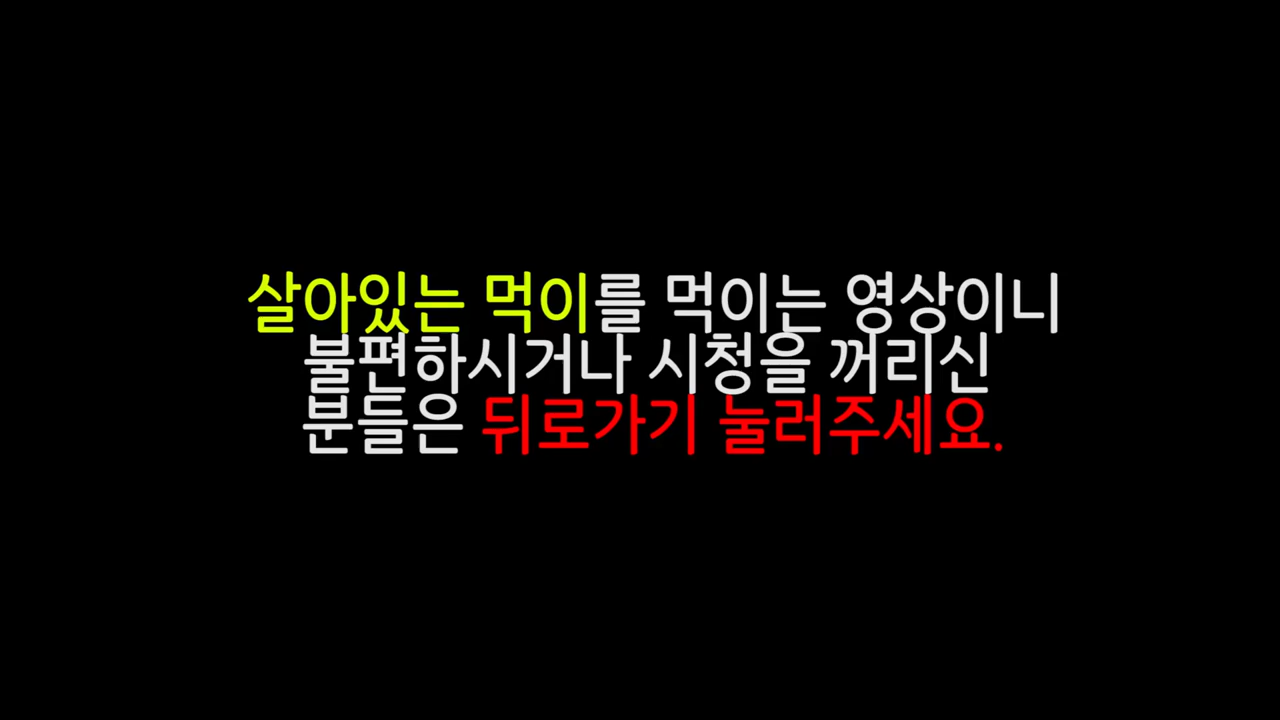 살아있는 먹이를 먹이는 영상이니
불편하시거나 시청을 꺼리신
분들은 뒤로가기 눌러주세요.